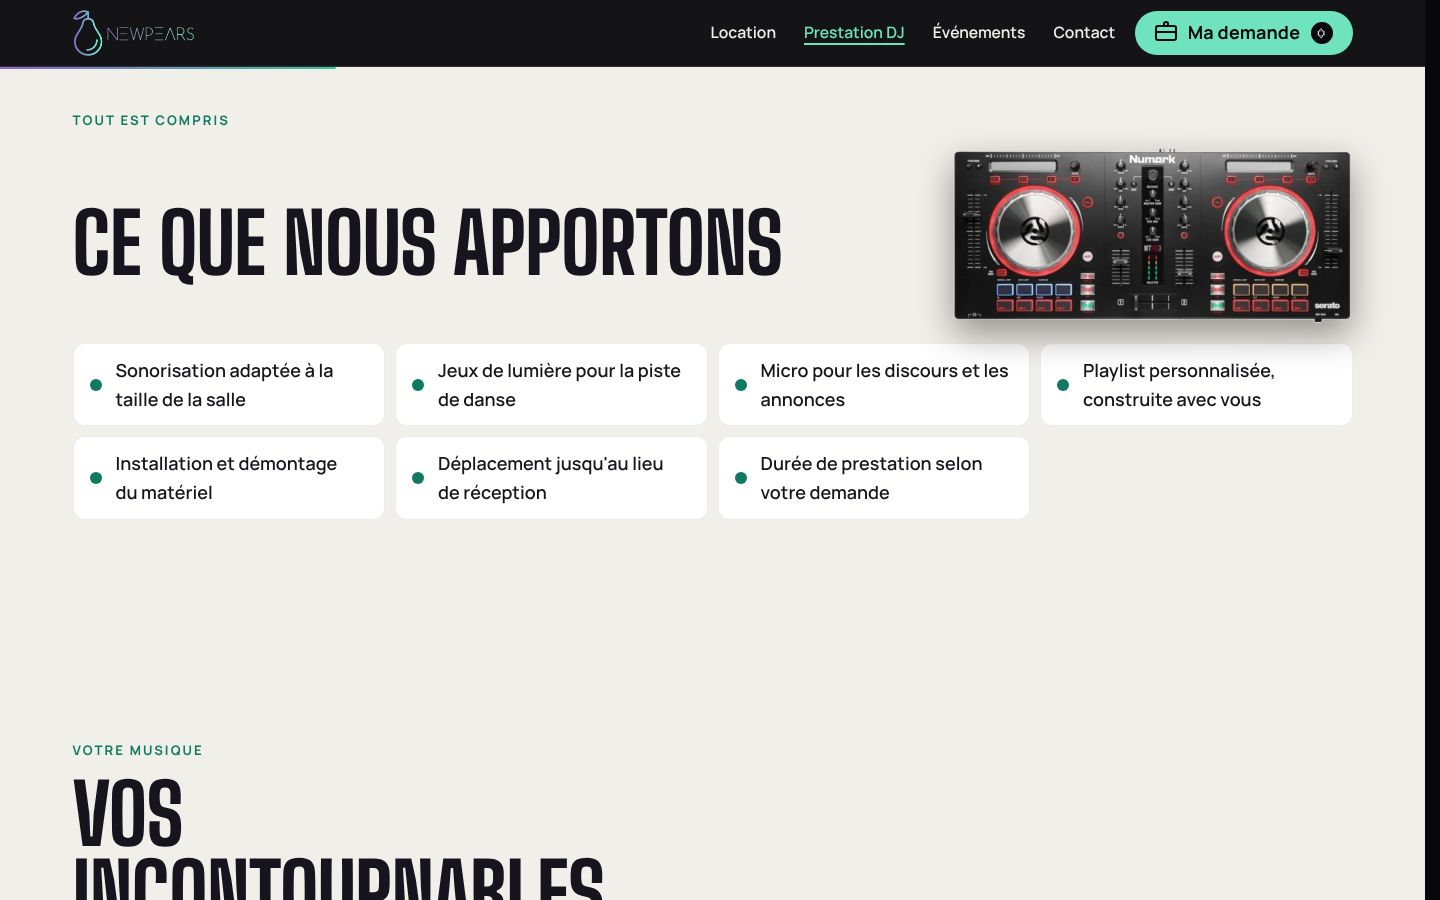 NEWPEARS
Location
Prestation DJ
Événements
Contact
Ma demande
TOUT EST COMPRIS
Numark
serato
CE QUE NOUS APPORTONS
Sonorisation adaptée à la
taille de la salle
Jeux de lumière pour la piste
de danse
Micro pour les discours et les
annonces
Playlist personnalisée,
construite avec vous
Installation et démontage
du matériel
Déplacement jusqu'au lieu
de réception
Durée de prestation selon
votre demande
VOTRE MUSIQUE
VOS
INCONTOURNABLES